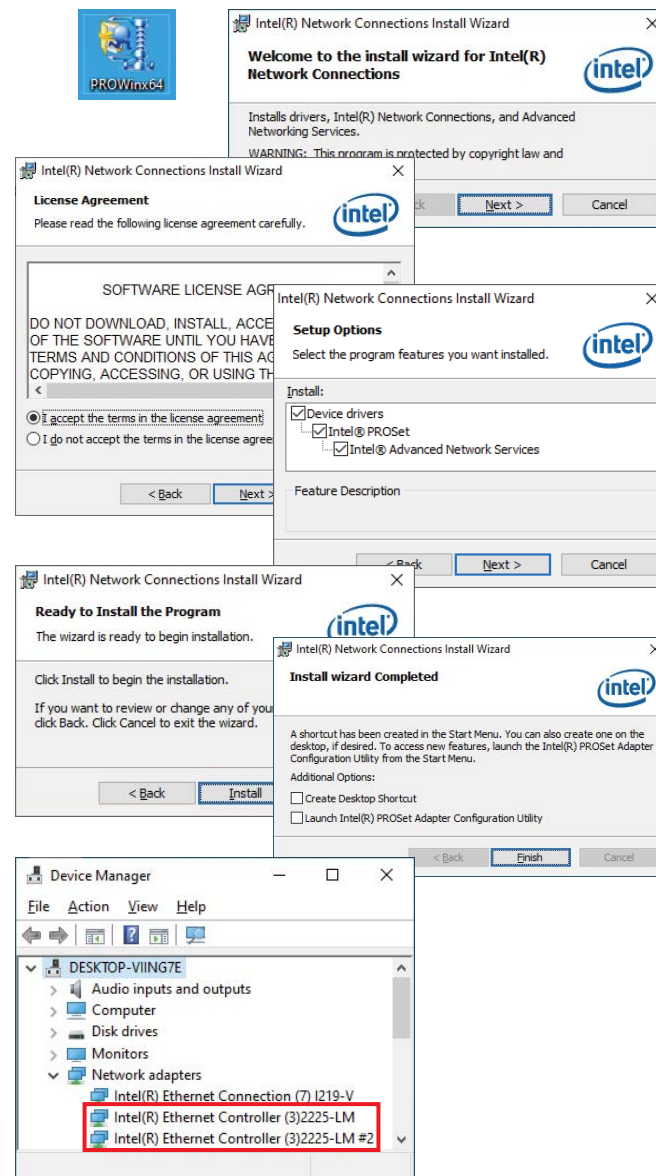 PROWinx64
Intel(R) Network Connections Install Wizard
Welcome to the install wizard for Intel(R)
Network Connections
intel
Installs drivers, Intel(R) Network Connections, and Advanced
Networking Services.
WARNING: This program is protected by copyright law and
Next >
Cancel
Intel(R) Network Connections Install Wizard
License Agreement
Please read the following license agreement carefully.
intel
SOFTWARE LICENSE AGR
DO NOT DOWNLOAD, INSTALL, ACCE
OF THE SOFTWARE UNTIL YOU HAVE
TERMS AND CONDITIONS OF THIS AG
COPYING, ACCESSING, OR USING TH
I accept the terms in the license agreement
I do not accept the terms in the license agree
< Back
Next >
Intel(R) Network Connections Install Wizard
Setup Options
Select the program features you want installed.
intel
Install:
Device drivers
Intel® PROSet
Intel® Advanced Network Services
Feature Description
< Back
Next >
Cancel
Intel(R) Network Connections Install Wizard
Ready to Install the Program
The wizard is ready to begin installation.
intel
Click Install to begin the installation.
If you want to review or change any of you
click Back. Click Cancel to exit the wizard.
< Back
Install
Intel(R) Network Connections Install Wizard
Install wizard Completed
intel
A shortcut has been created in the Start Menu. You can also create one on the
desktop, if desired. To access new features, launch the Intel(R) PROSet Adapter
Configuration Utility from the Start Menu.
Additional Options:
Create Desktop Shortcut
Launch Intel(R) PROSet Adapter Configuration Utility
< Back
Finish
Cancel
Device Manager
File Action View Help
DESKTOP-VIING7E
Audio inputs and outputs
Computer
Disk drives
Monitors
Network adapters
Intel(R) Ethernet Connection (7) I219-V
Intel(R) Ethernet Controller (3)2225-LM
Intel(R) Ethernet Controller (3)2225-LM #2